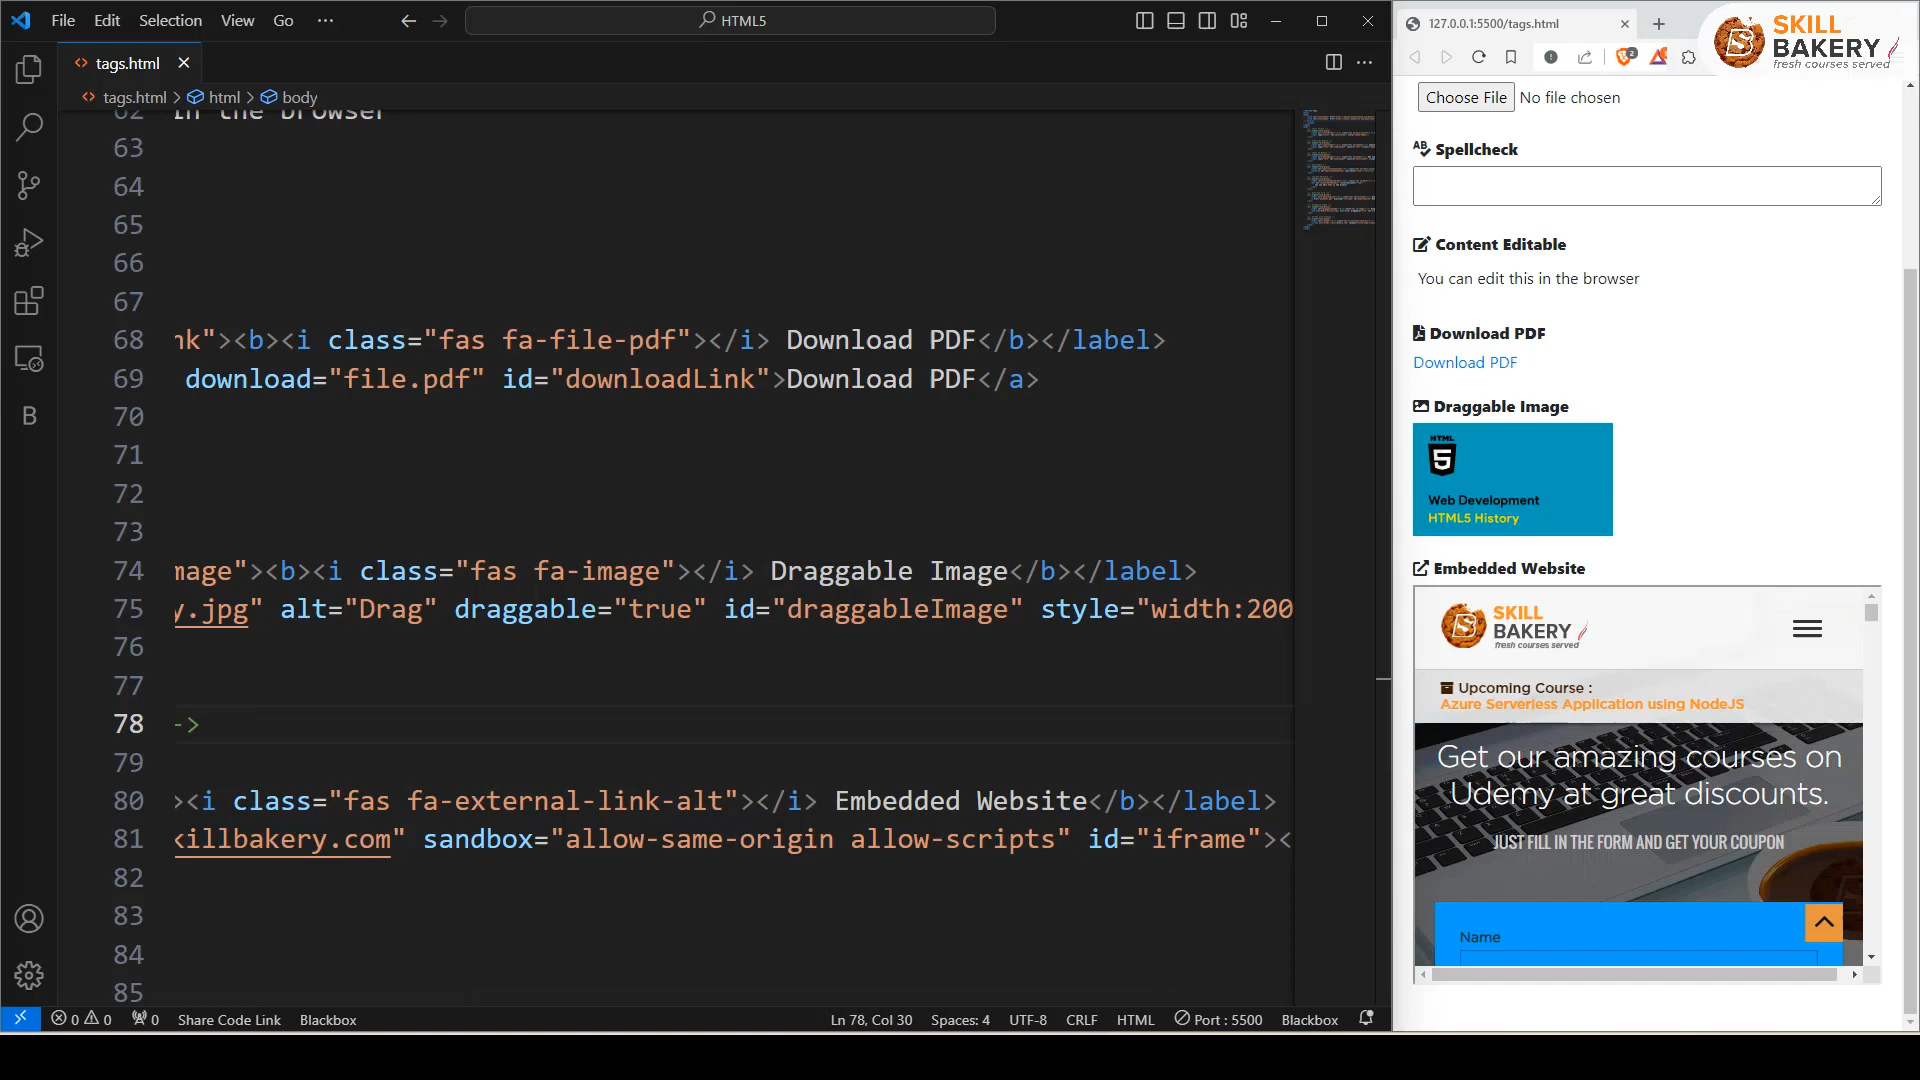 File Edit Selection View Go ···
HTML5
tags.html
tags.html > html > body
62 In the browser
63
64
65
66
67
68 nk"><b><i class="fas fa-file-pdf"></i> Download PDF</b></label>
69 download="file.pdf" id="downloadLink">Download PDF</a>
70
71
72
73
74 mage"><b><i class="fas fa-image"></i> Draggable Image</b></label>
75 y.jpg" alt="Drag" draggable="true" id="draggableImage" style="width:200
76
77
78 ->
79
80 ><i class="fas fa-external-link-alt"></i> Embedded Website</b></label>
81 killbakery.com" sandbox="allow-same-origin allow-scripts" id="iframe"><
82
83
84
85
B
0 0 0 Share Code Link Blackbox
Ln 78, Col 30 Spaces: 4 UTF-8 CRLF HTML Port : 5500 Blackbox
127.0.0.1:5500/tags.html
2
SKILL
BAKERY
fresh courses served
Choose File No file chosen
AB Spellcheck
Content Editable
You can edit this in the browser
Download PDF
Download PDF
Draggable Image
HTML
5
Web Development
HTML5 History
Embedded Website
SKILL
BAKERY
fresh courses served
Upcoming Course :
Azure Serverless Application using NodeJS
Get our amazing courses on
Udemy at great discounts.
JUST FILL IN THE FORM AND GET YOUR COUPON
Name